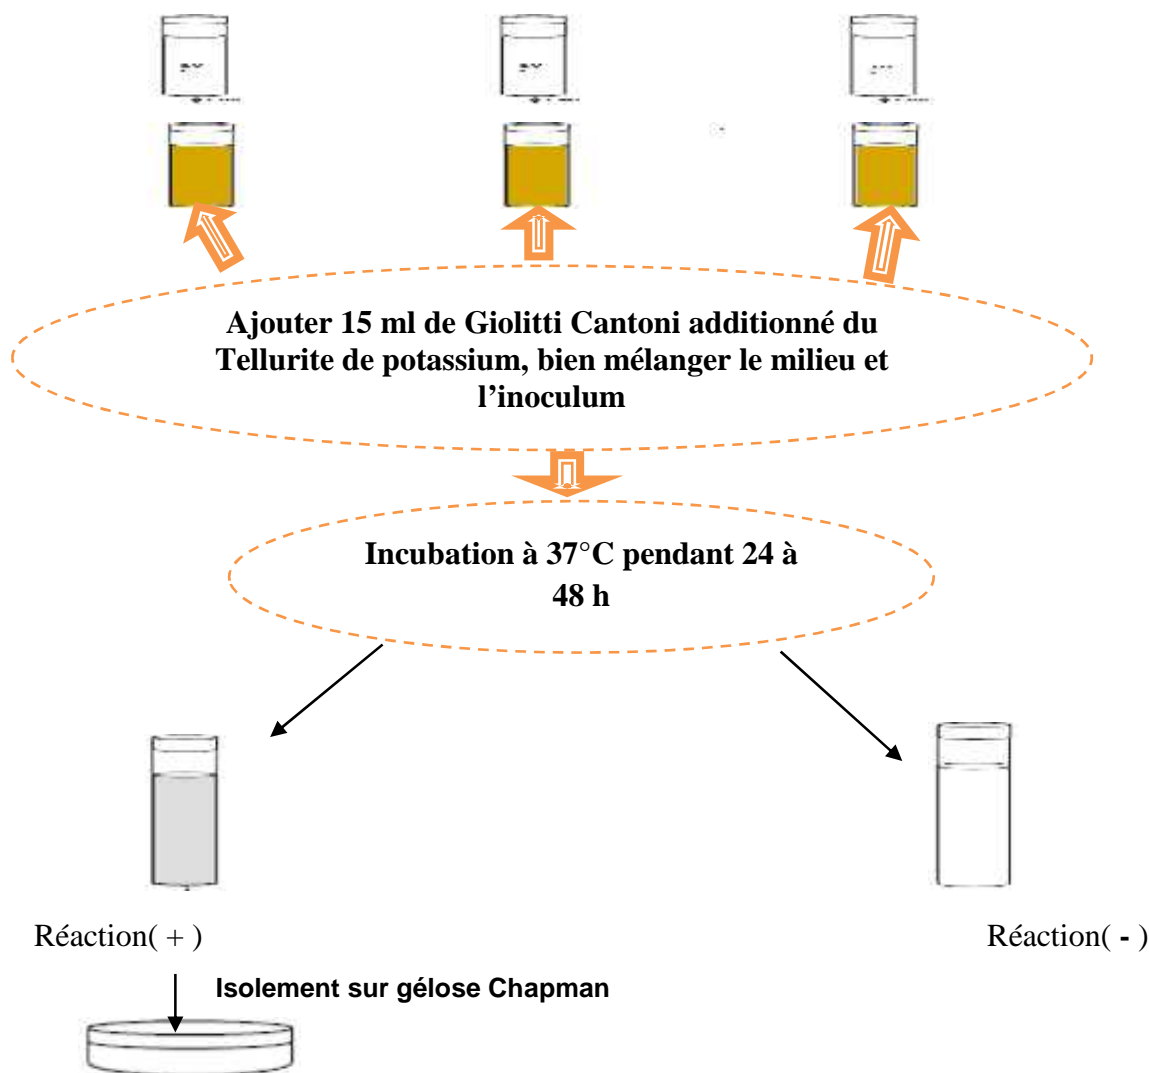 Ajouter 15 ml de Giolitti Cantoni additionné du
Tellurite de potassium, bien mélanger le milieu et
l’inoculum
Incubation à 37°C pendant 24 à
48 h
Réaction( + )
Réaction( - )
Isolement sur gélose Chapman